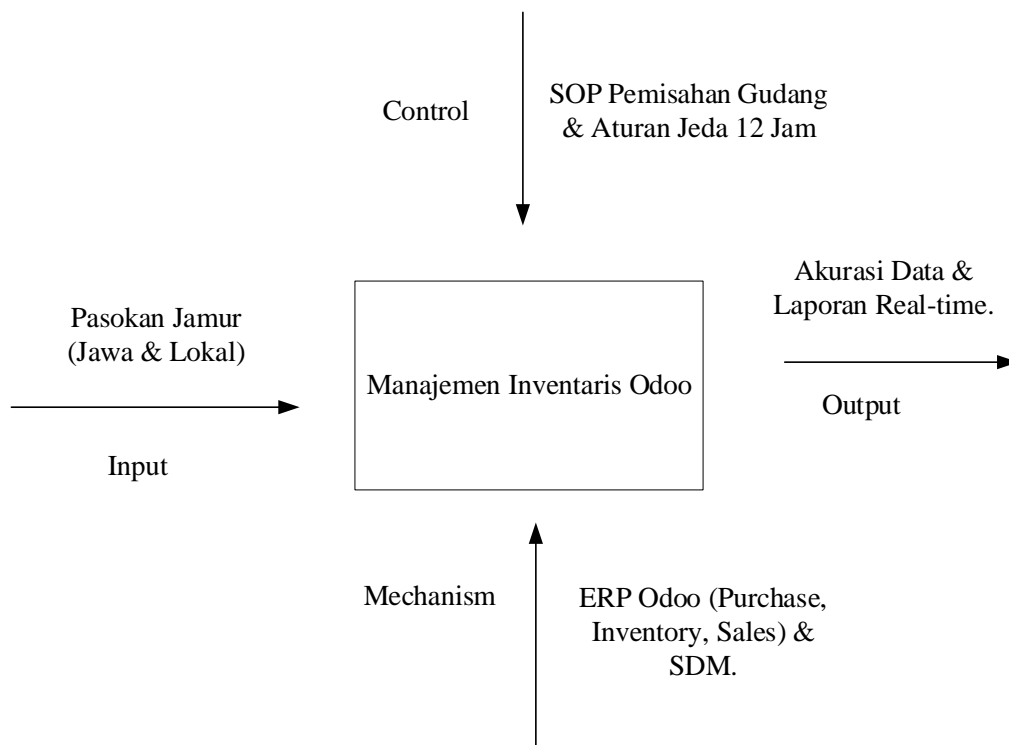 Control
SOP Pemisahan Gudang
& Aturan Jeda 12 Jam
Pasokan Jamur
(Jawa & Lokal)
Input
Manajemen Inventaris Odoo
Akurasi Data &
Laporan Real-time.
Output
Mechanism
ERP Odoo (Purchase,
Inventory, Sales) &
SDM.